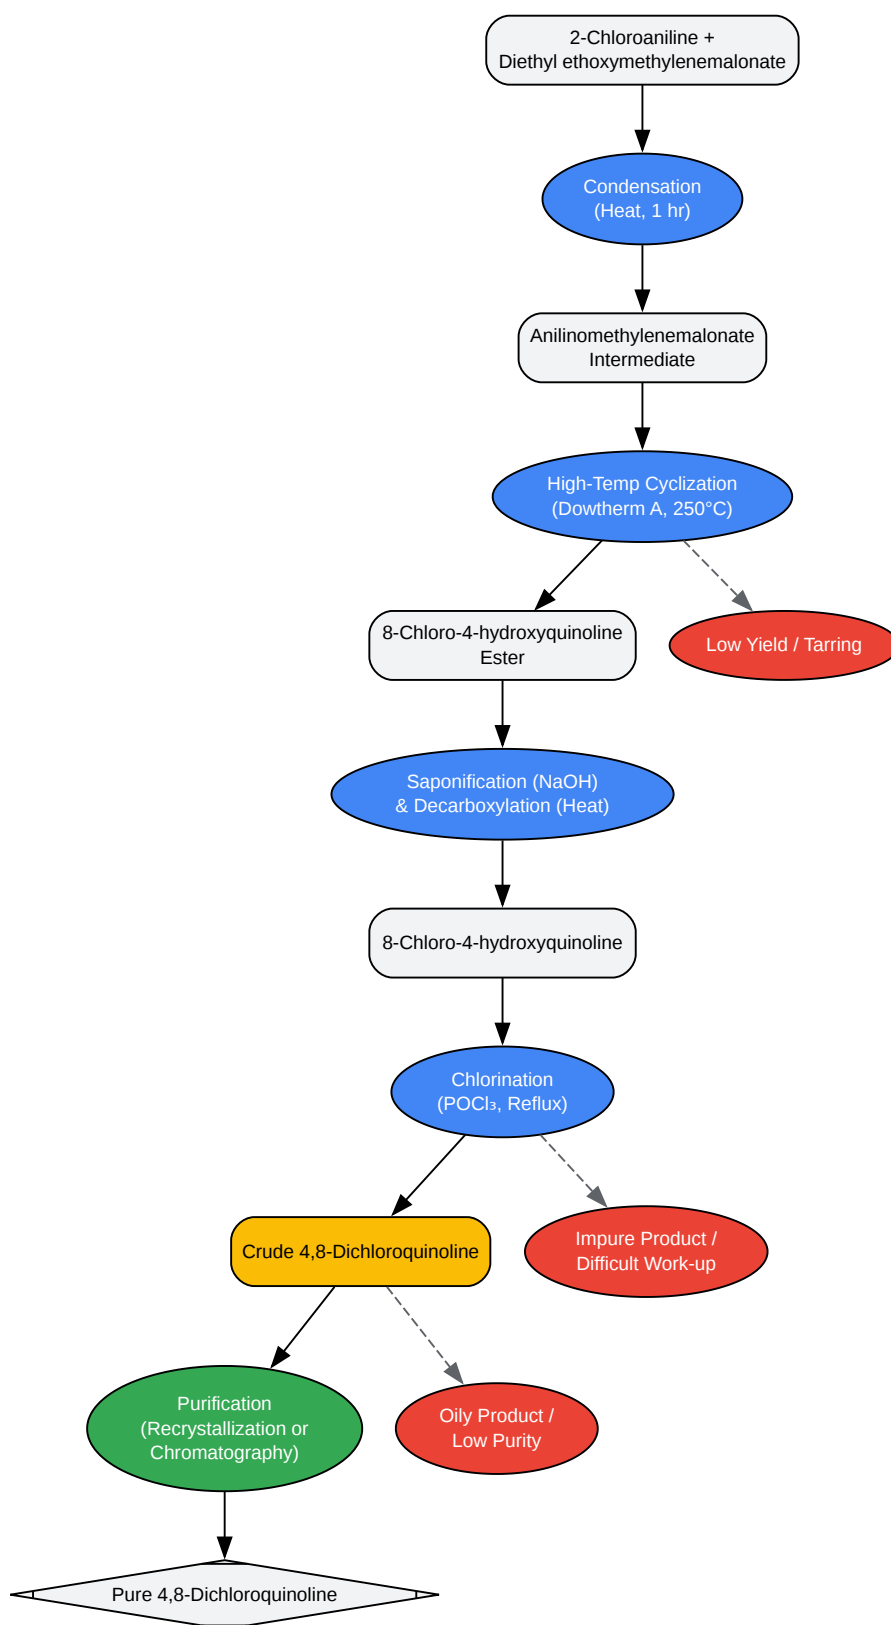 2-Chloroaniline +
Diethyl ethoxymethylenemalonate
Condensation
(Heat, 1 hr)
Anilinomethylenemalonate
Intermediate
High-Temp Cyclization
(Dowtherm A, 250°C)
8-Chloro-4-hydroxyquinoline
Ester
Low Yield / Tarring
Saponification (NaOH)
& Decarboxylation (Heat)
8-Chloro-4-hydroxyquinoline
Chlorination
(POCl₃, Reflux)
Crude 4,8-Dichloroquinoline
Impure Product /
Difficult Work-up
Purification
(Recrystallization or
Chromatography)
Oily Product /
Low Purity
Pure 4,8-Dichloroquinoline